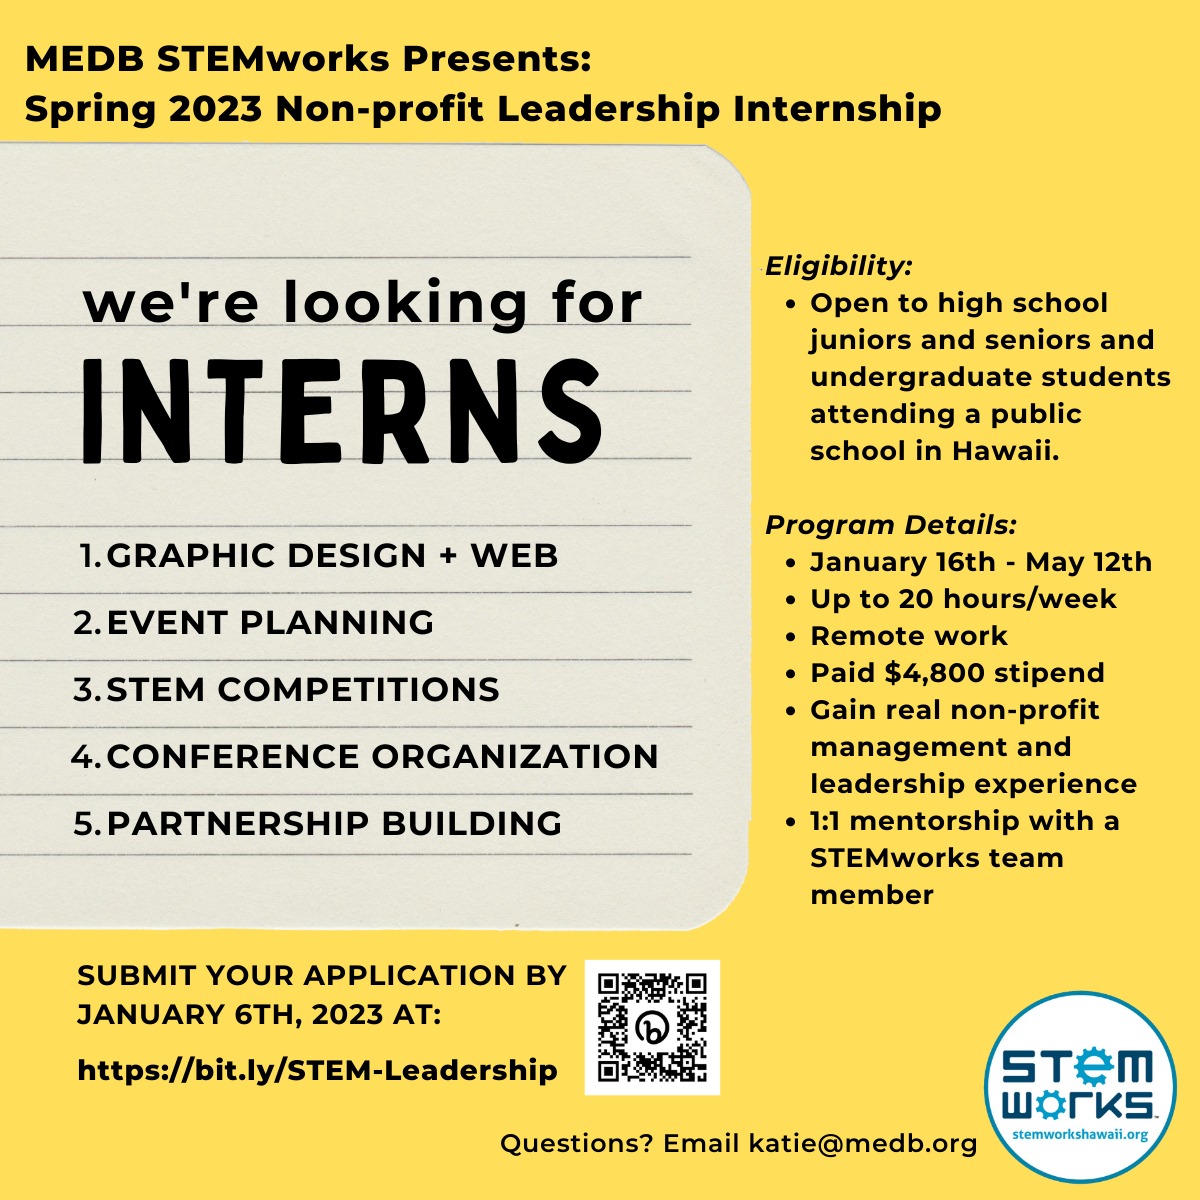 MEDB STEMworks Presents:
Spring 2023 Non-profit Leadership Internship
we're looking for
INTERNS
1. GRAPHIC DESIGN + WEB
2. EVENT PLANNING
3. STEM COMPETITIONS
4. CONFERENCE ORGANIZATION
5. PARTNERSHIP BUILDING
Eligibility:
• Open to high school
juniors and seniors and
undergraduate students
attending a public
school in Hawaii.
Program Details:
• January 16th - May 12th
• Up to 20 hours/week
• Remote work
• Paid $4,800 stipend
• Gain real non-profit
management and
leadership experience
• 1:1 mentorship with a
STEMworks team
member
SUBMIT YOUR APPLICATION BY
JANUARY 6TH, 2023 AT:
https://bit.ly/STEM-Leadership
b
Questions? Email katie@medb.org
STEM
WORKS™
stemworkshawaii.org